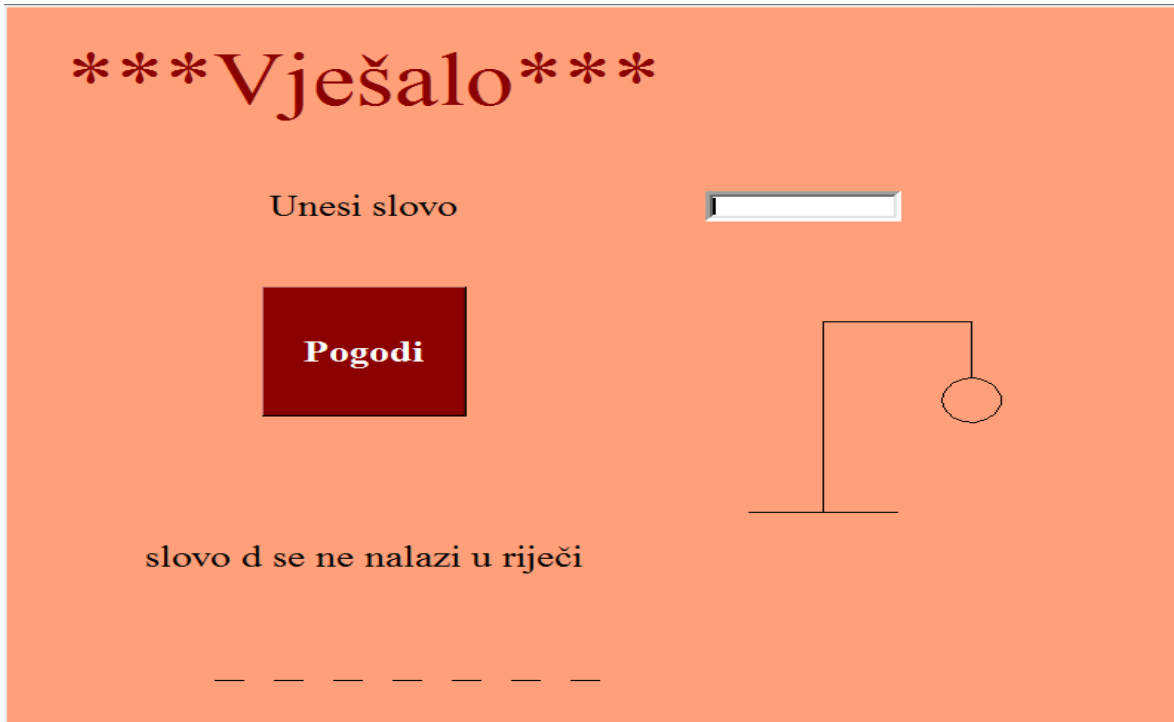 ***Vješalo***
Unesi slovo
Pogodi
slovo d se ne nalazi u riječi
_ _ _ _ _ _ _